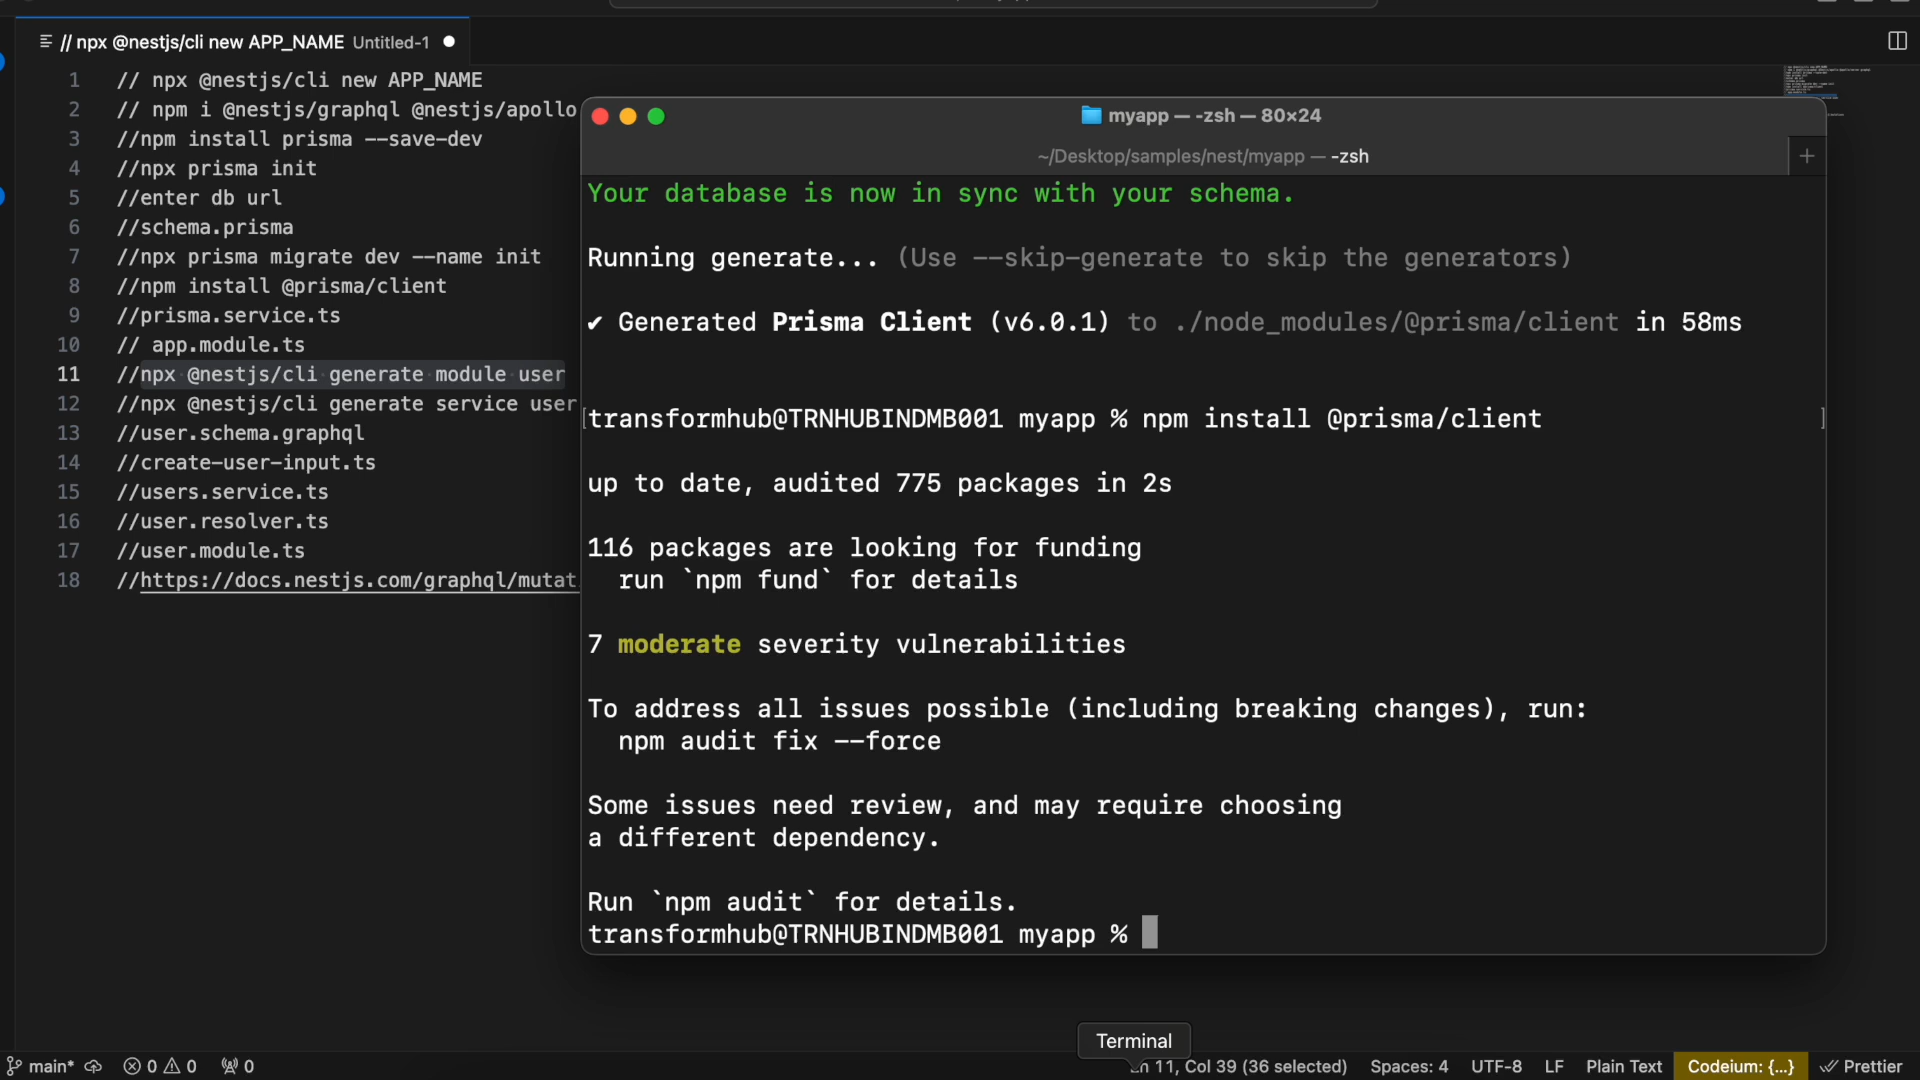 // npx @nestjs/cli new APP_NAME Untitled-1
1 // npx @nestjs/cli new APP_NAME
2 // npm i @nestjs/graphql @nestjs/apollo
3 //npm install prisma --save-dev
4 //npx prisma init
5 //enter db url
6 //schema.prisma
7 //npx prisma migrate dev --name init
8 //npm install @prisma/client
9 //prisma.service.ts
10 // app.module.ts
11 //npx @nestjs/cli generate module user
12 //npx @nestjs/cli generate service user
13 //user.schema.graphql
14 //create-user-input.ts
15 //users.service.ts
16 //user.resolver.ts
17 //user.module.ts
18 //https://docs.nestjs.com/graphql/mutat
myapp — -zsh — 80×24
~/Desktop/samples/nest/myapp — -zsh
Your database is now in sync with your schema.
Running generate... (Use --skip-generate to skip the generators)
✔ Generated Prisma Client (v6.0.1) to ./node_modules/@prisma/client in 58ms
[transformhub@TRNHUBINDMB001 myapp % npm install @prisma/client ]
up to date, audited 775 packages in 2s
116 packages are looking for funding
run `npm fund` for details
7 moderate severity vulnerabilities
To address all issues possible (including breaking changes), run:
npm audit fix --force
Some issues need review, and may require choosing
a different dependency.
Run `npm audit` for details.
transformhub@TRNHUBINDMB001 myapp %
Terminal
main* 0 0 0 11, Col 39 (36 selected) Spaces: 4 UTF-8 LF Plain Text Codeium: {...} Prettier